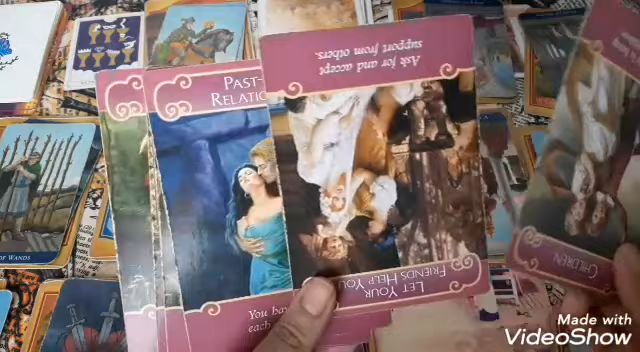 Ask for and accept
support from others.
LET YOUR
FRIENDS HELP YOU
PAST-
RELATIO
You ha
each
CHILDREN
OF WANDS
Made with
VideoShow